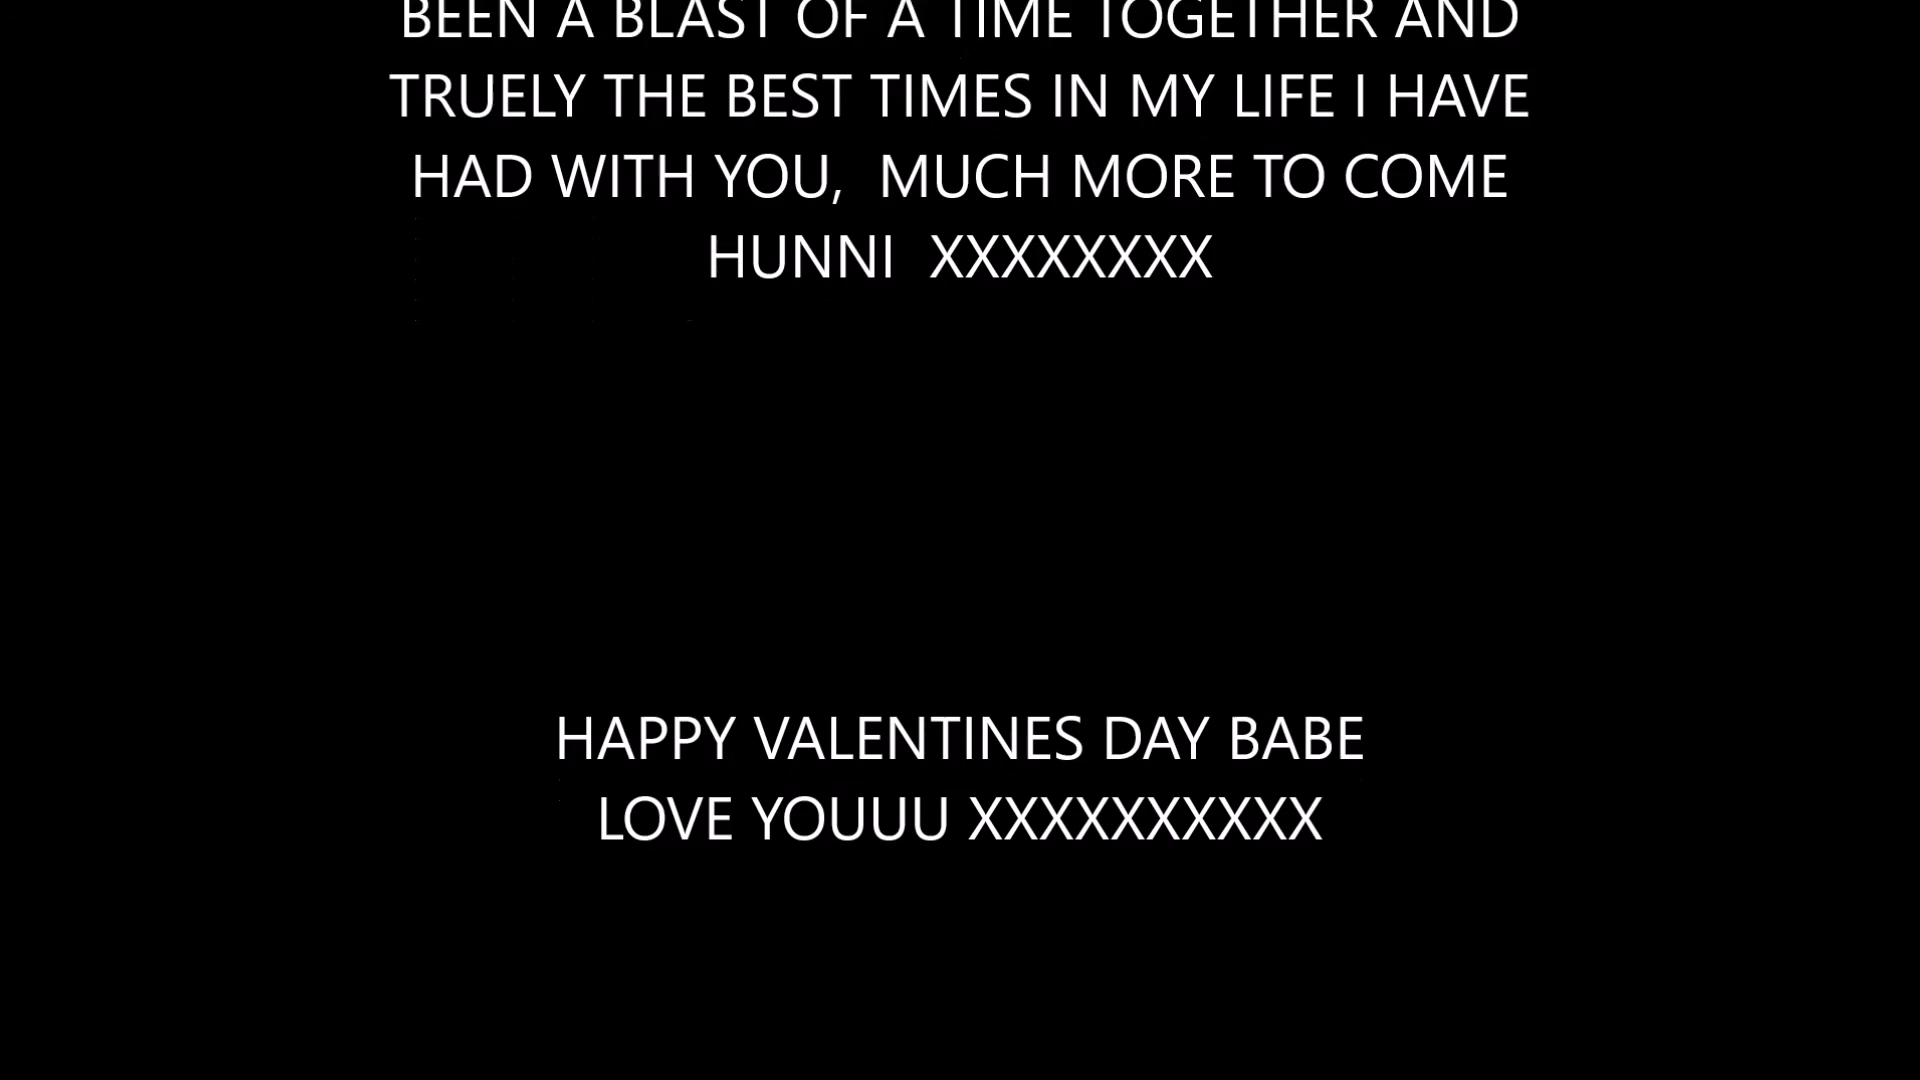 BEEN A BLAST OF A TIME TOGETHER AND
TRUELY THE BEST TIMES IN MY LIFE I HAVE
HAD WITH YOU,  MUCH MORE TO COME
HUNNI  XXXXXXXX
HAPPY VALENTINES DAY BABE
LOVE YOUUU XXXXXXXXXX